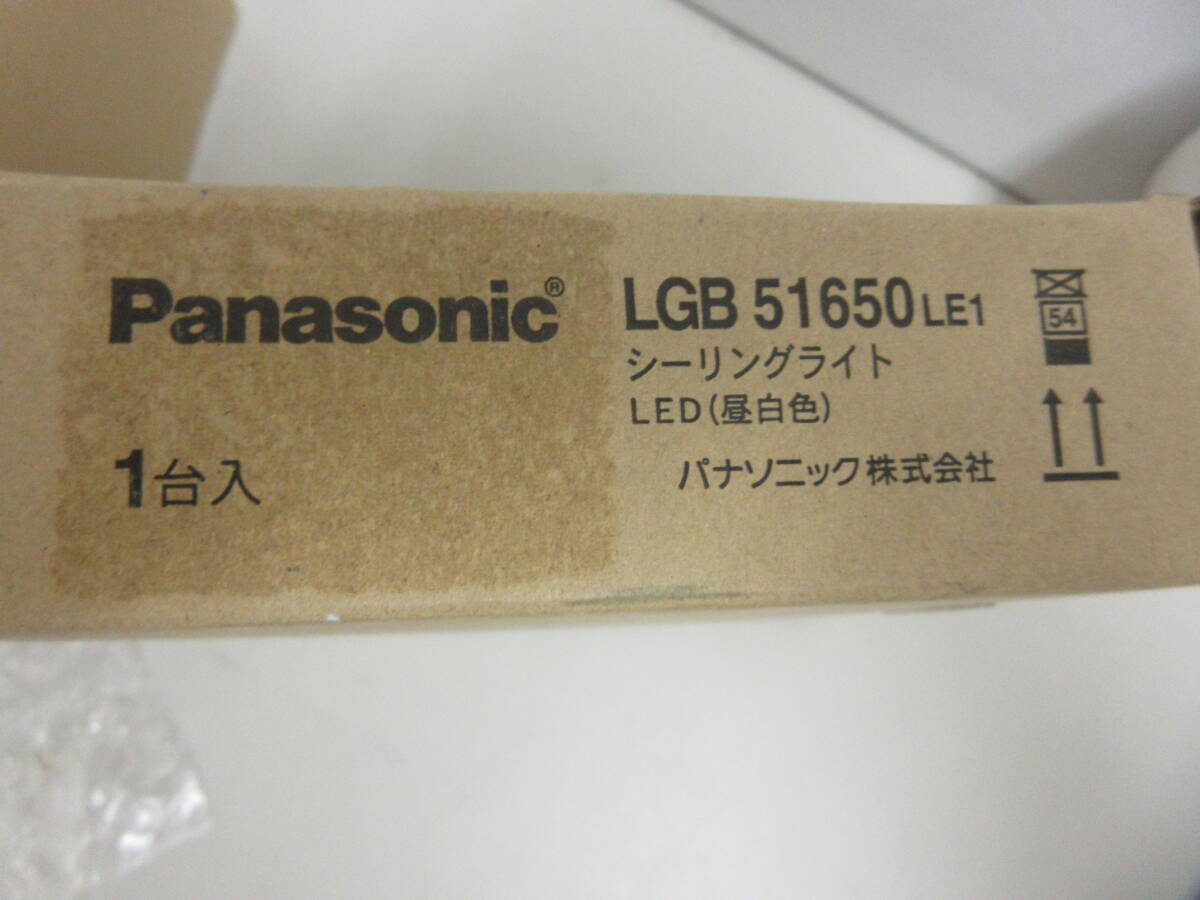 Panasonic®
1台入
LGB 51650 LE1
シーリングライト
LED(昼白色)
パナソニック株式会社
54